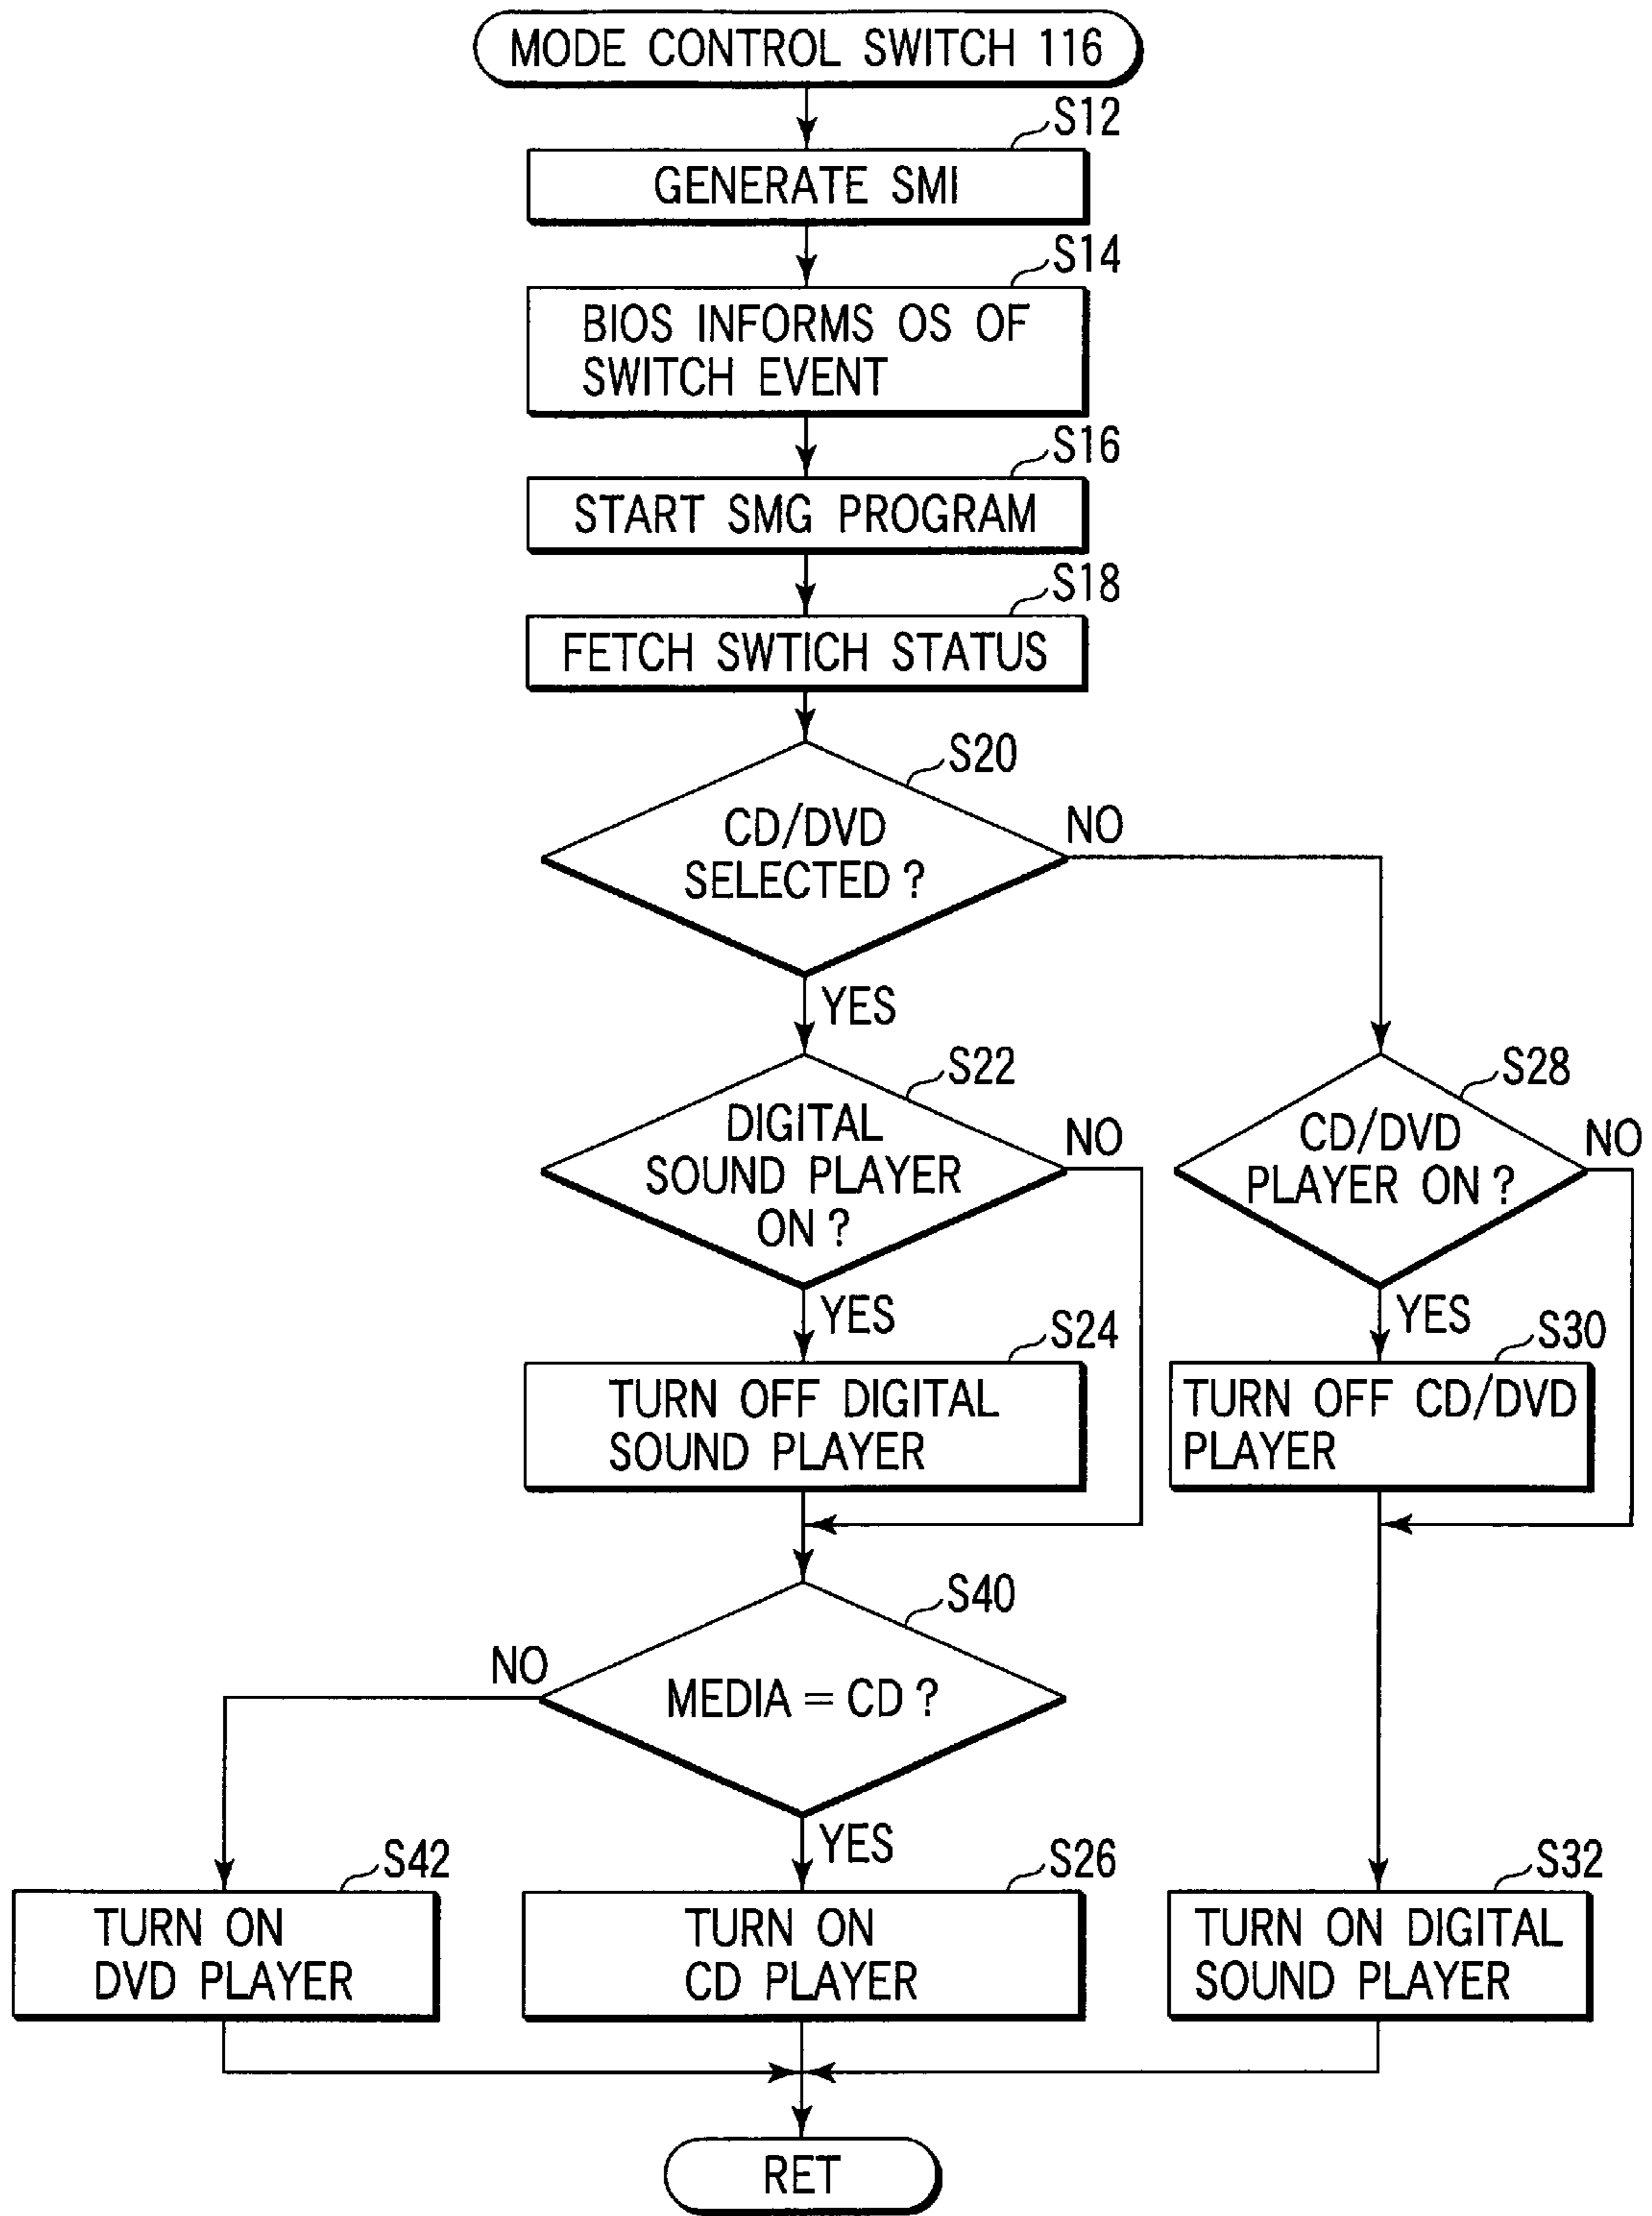 MODE CONTROL SWITCH 116
S12
GENERATE SMI
S14
BIOS INFORMS OS OF
SWITCH EVENT
S16
START SMG PROGRAM
S18
FETCH SWTICH STATUS
S20
CD/DVD
SELECTED ?
NO
YES
S22
DIGITAL
SOUND PLAYER
ON ?
NO
YES
S28
CD/DVD
PLAYER ON ?
NO
YES
S24
TURN OFF DIGITAL
SOUND PLAYER
S30
TURN OFF CD/DVD
PLAYER
S40
MEDIA = CD ?
NO
YES
S42
TURN ON
DVD PLAYER
S26
TURN ON
CD PLAYER
S32
TURN ON DIGITAL
SOUND PLAYER
RET